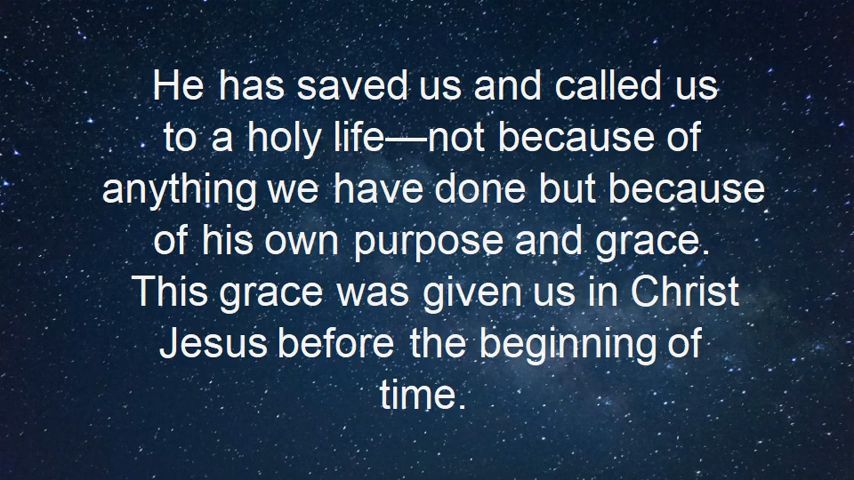 He has saved us and called us
to a holy life—not because of
anything we have done but because
of his own purpose and grace.
This grace was given us in Christ
Jesus before the beginning of
time.